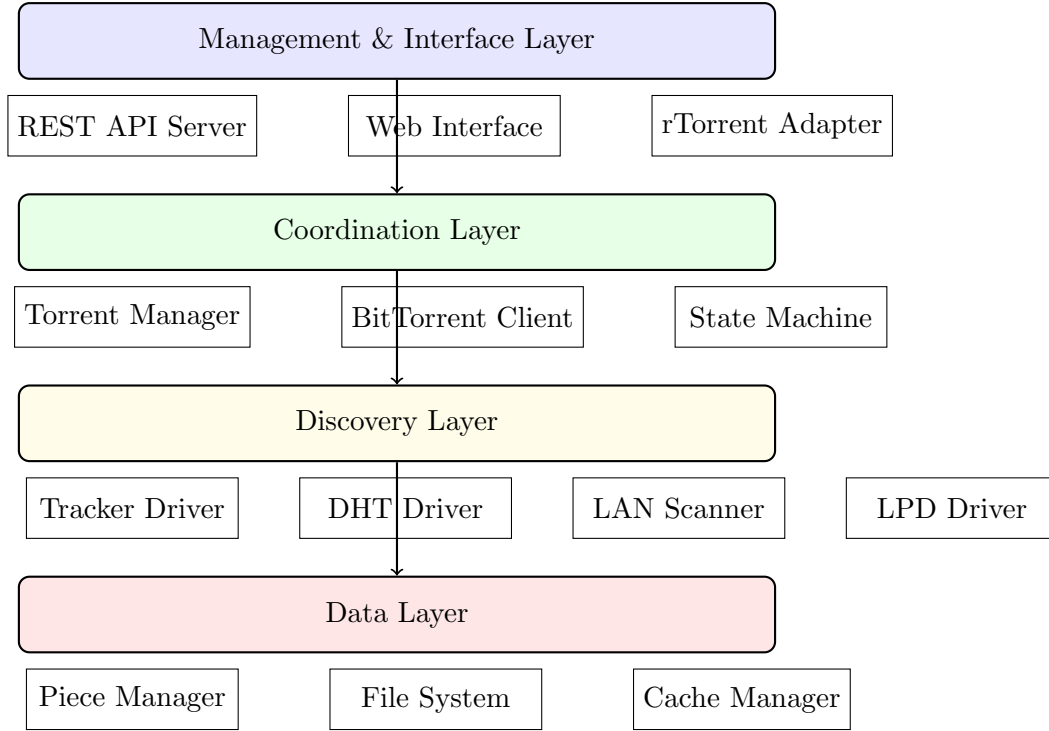 Management & Interface Layer
REST API Server
Web Interface
rTorrent Adapter
Coordination Layer
Torrent Manager
BitTorrent Client
State Machine
Discovery Layer
Tracker Driver
DHT Driver
LAN Scanner
LPD Driver
Data Layer
Piece Manager
File System
Cache Manager